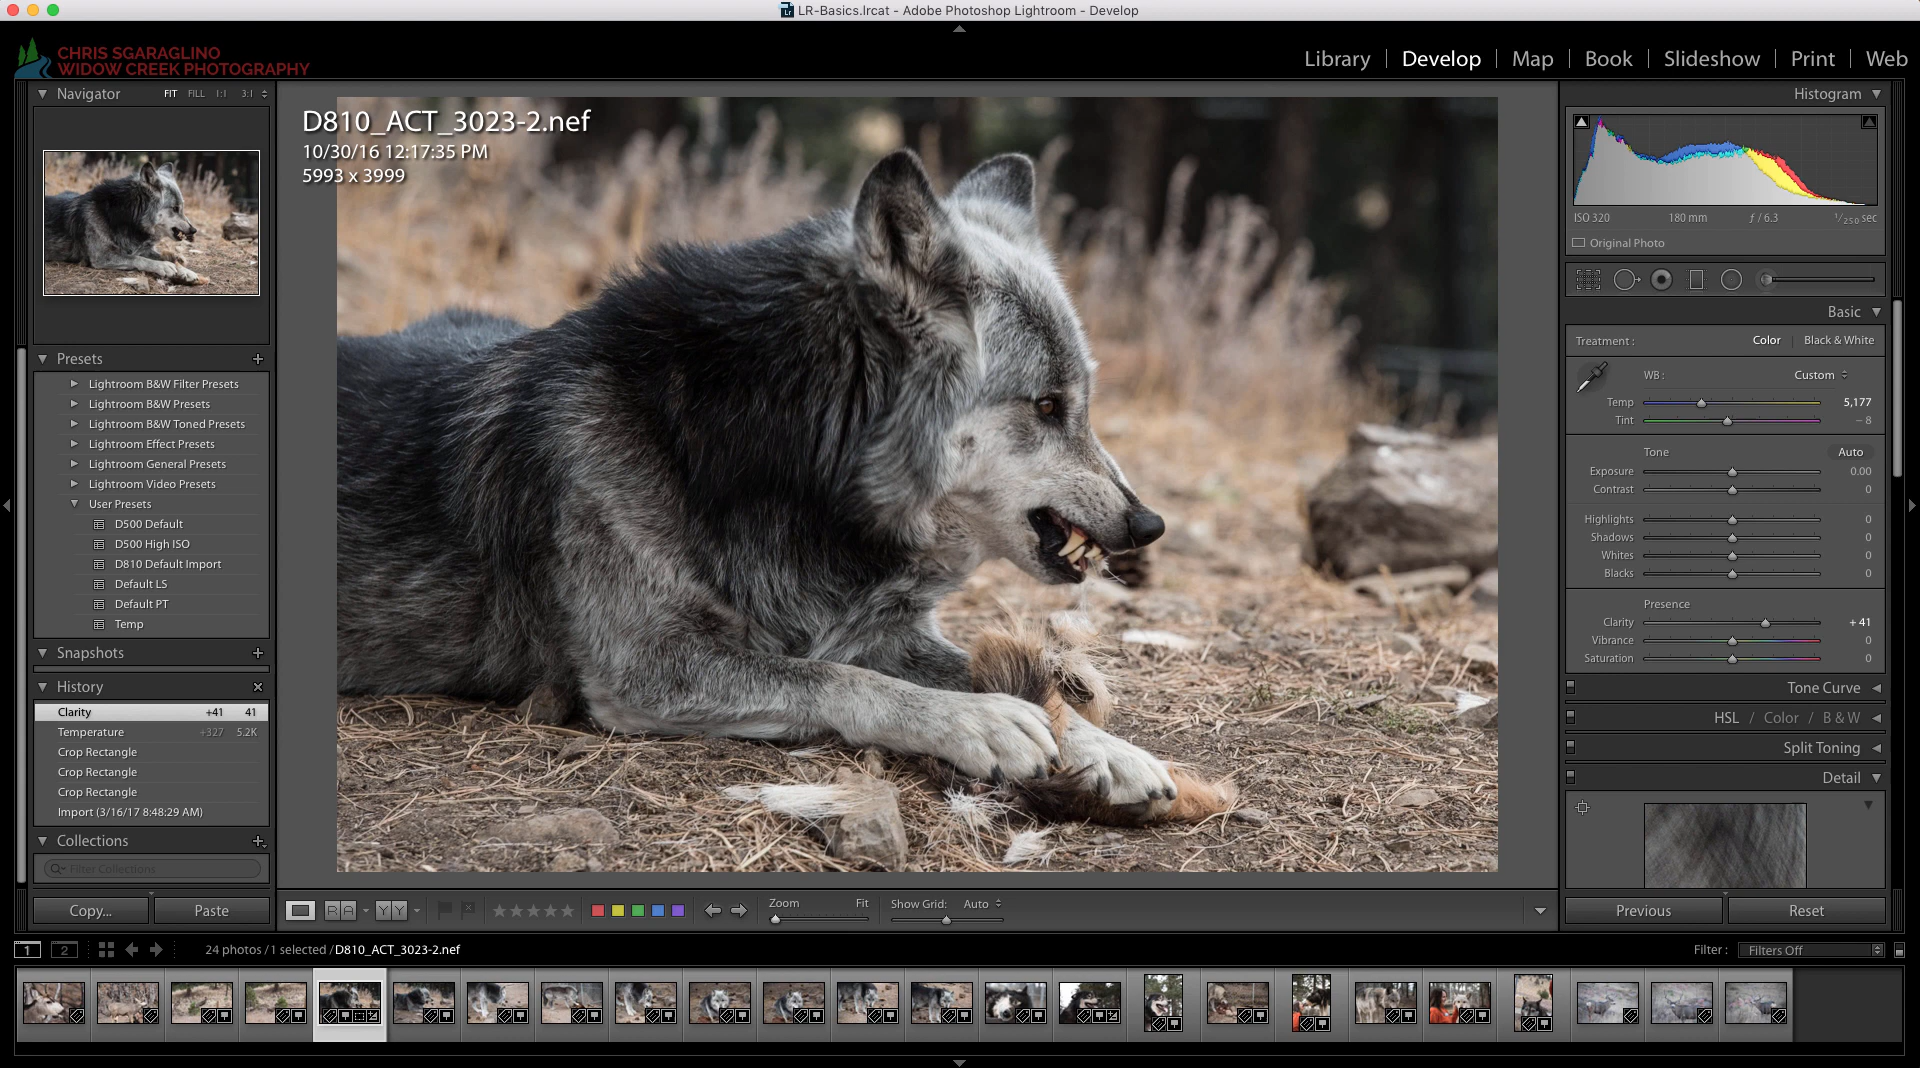 LR-Basics.lrcat - Adobe Photoshop Lightroom - Develop
CHRIS SGARAGLINO
WIDOW CREEK PHOTOGRAPHY
Library | Develop | Map | Book | Slideshow | Print | Web
Navigator FIT FILL 1:1 3:1
D810_ACT_3023-2.nef
10/30/16 12:17:35 PM
5993 x 3999
Presets
Lightroom B&W Filter Presets
Lightroom B&W Presets
Lightroom B&W Toned Presets
Lightroom Effect Presets
Lightroom General Presets
Lightroom Video Presets
User Presets
D500 Default
D500 High ISO
D810 Default Import
Default LS
Default PT
Temp
Snapshots
History
Clarity +41 41
Temperature +327 5.2K
Crop Rectangle
Crop Rectangle
Crop Rectangle
Import (3/16/17 8:48:29 AM)
Collections
Filter Collections
Copy... Paste
Histogram
ISO 320 180 mm ƒ / 6.3 1/250 sec
Original Photo
Basic
Treatment : Color | Black & White
WB : Custom
Temp 5,177
Tint – 8
Tone Auto
Exposure 0.00
Contrast 0
Highlights 0
Shadows 0
Whites 0
Blacks 0
Presence
Clarity + 41
Vibrance 0
Saturation 0
Tone Curve
HSL / Color / B & W
Split Toning
Detail
Previous Reset
R A Y Y Zoom Fit Show Grid: Auto
1 2 24 photos / 1 selected / D810_ACT_3023-2.nef Filter : Filters Off